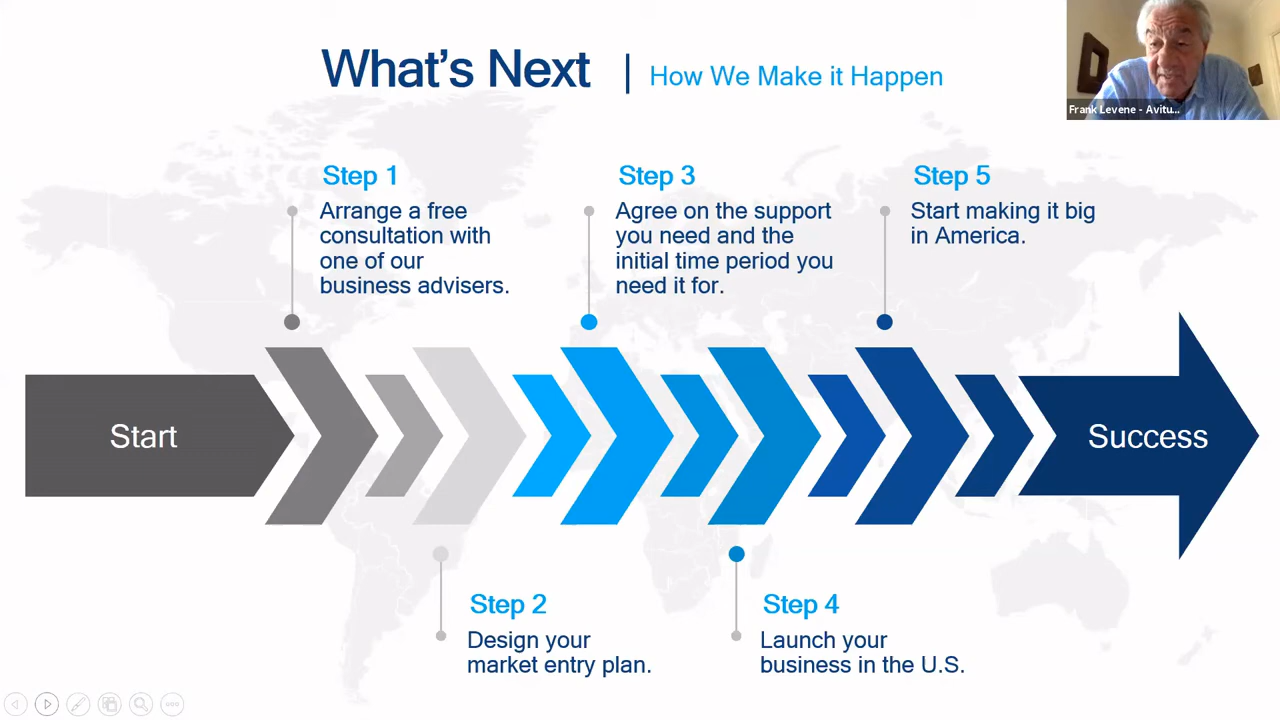 What's Next | How We Make it Happen
Frank Levene - Avitu...
Step 1
Arrange a free
consultation with
one of our
business advisers.
Step 3
Agree on the support
you need and the
initial time period you
need it for.
Step 5
Start making it big
in America.
Start
Success
Step 2
Design your
market entry plan.
Step 4
Launch your
business in the U.S.